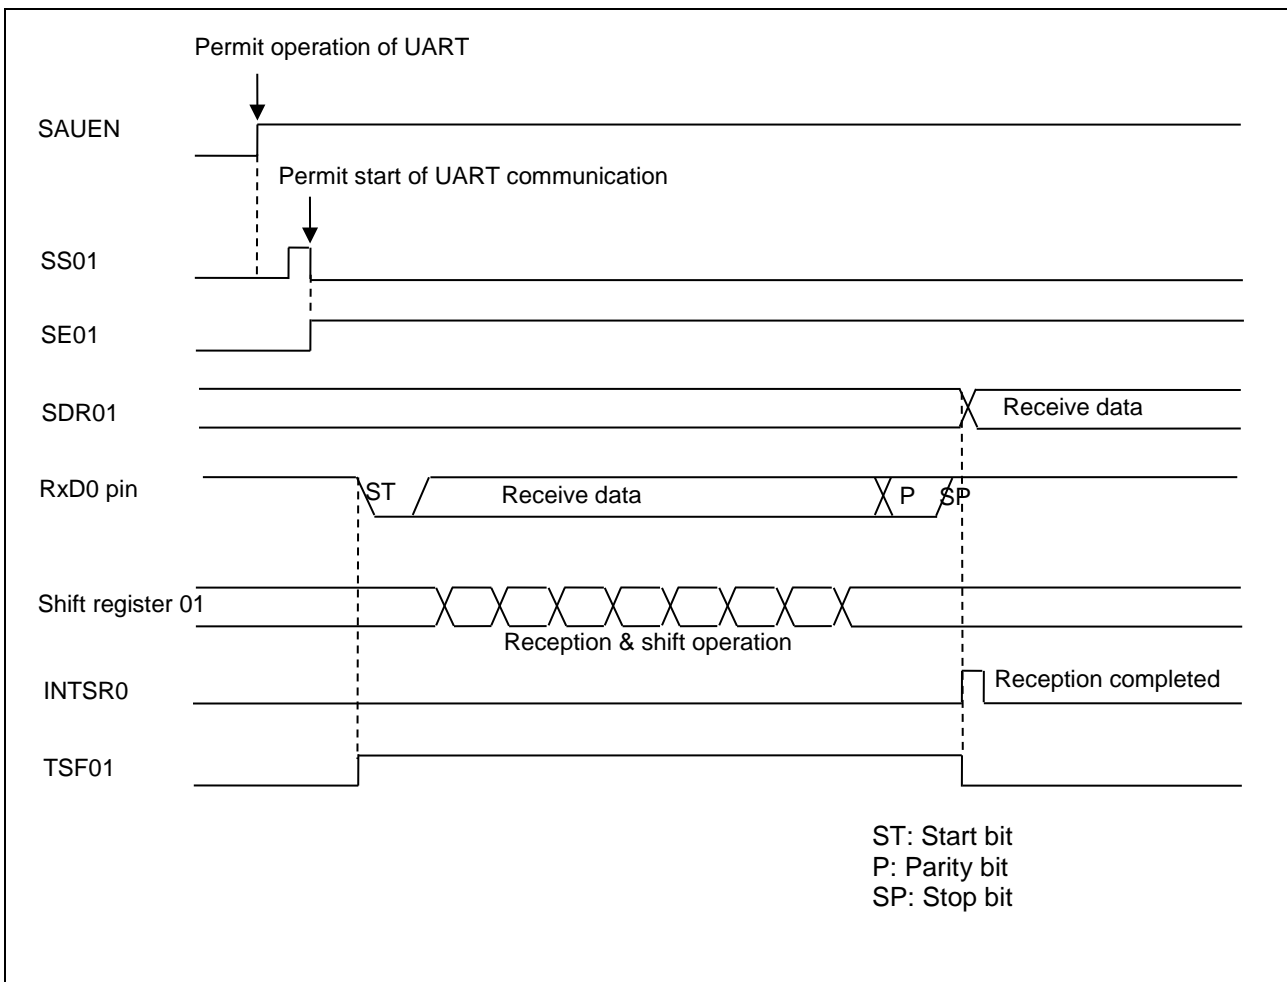 Permit operation of UART
SAUEN
Permit start of UART communication
SS01
SE01
SDR01
Receive data
RxD0 pin
ST
Receive data
P
SP
Shift register 01
Reception & shift operation
INTSR0
Reception completed
TSF01
ST: Start bit
P: Parity bit
SP: Stop bit